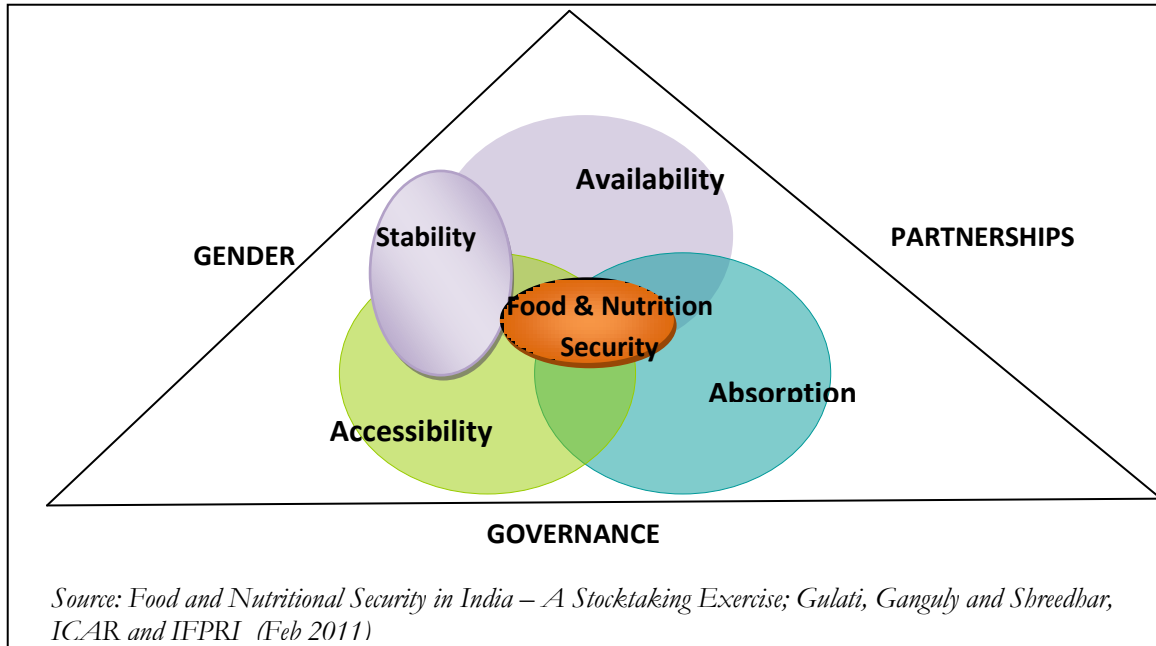 Availability
Stability
GENDER
PARTNERSHIPS
Food & Nutrition
Security
Absorption
Accessibility
GOVERNANCE
Source: Food and Nutritional Security in India – A Stocktaking Exercise; Gulati, Ganguly and Shreedhar,
ICAR and IFPRI (Feb 2011)